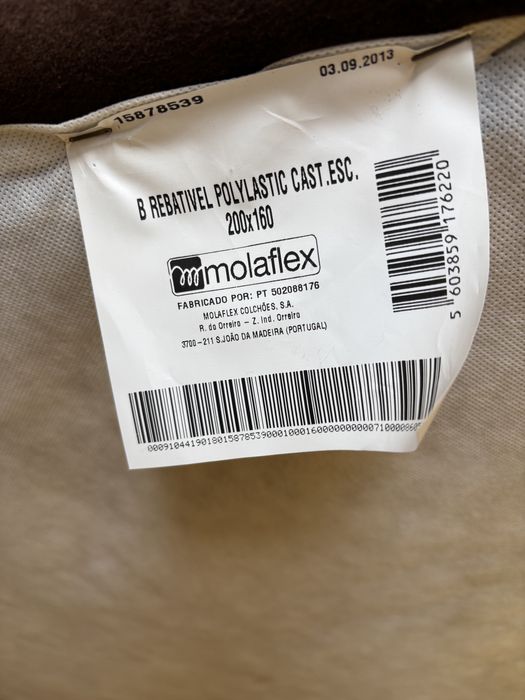 15878539
03.09.2013
B REBATIVEL POLYLASTIC CAST.ESC.
200x160
molaflex
FABRICADO POR: PT 502088176
MOLAFLEX COLCHÕES, S.A.
R. do Orreiro - Z. Ind. Orreiro
3700-211 S.JOÃO DA MADEIRA (PORTUGAL)
5 603859 176220